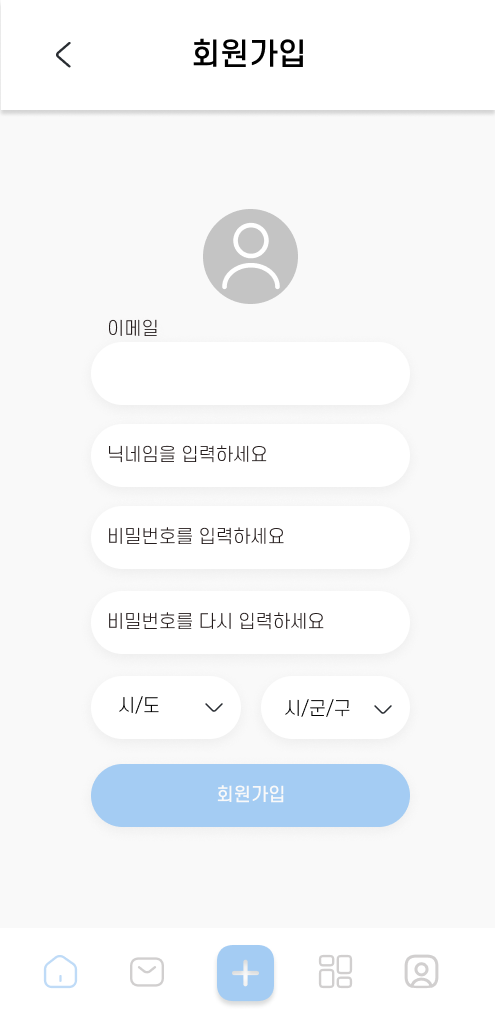 회원가입
이메일
닉네임을 입력하세요
비밀번호를 입력하세요
비밀번호를 다시 입력하세요
시/도
시/군/구
회원가입